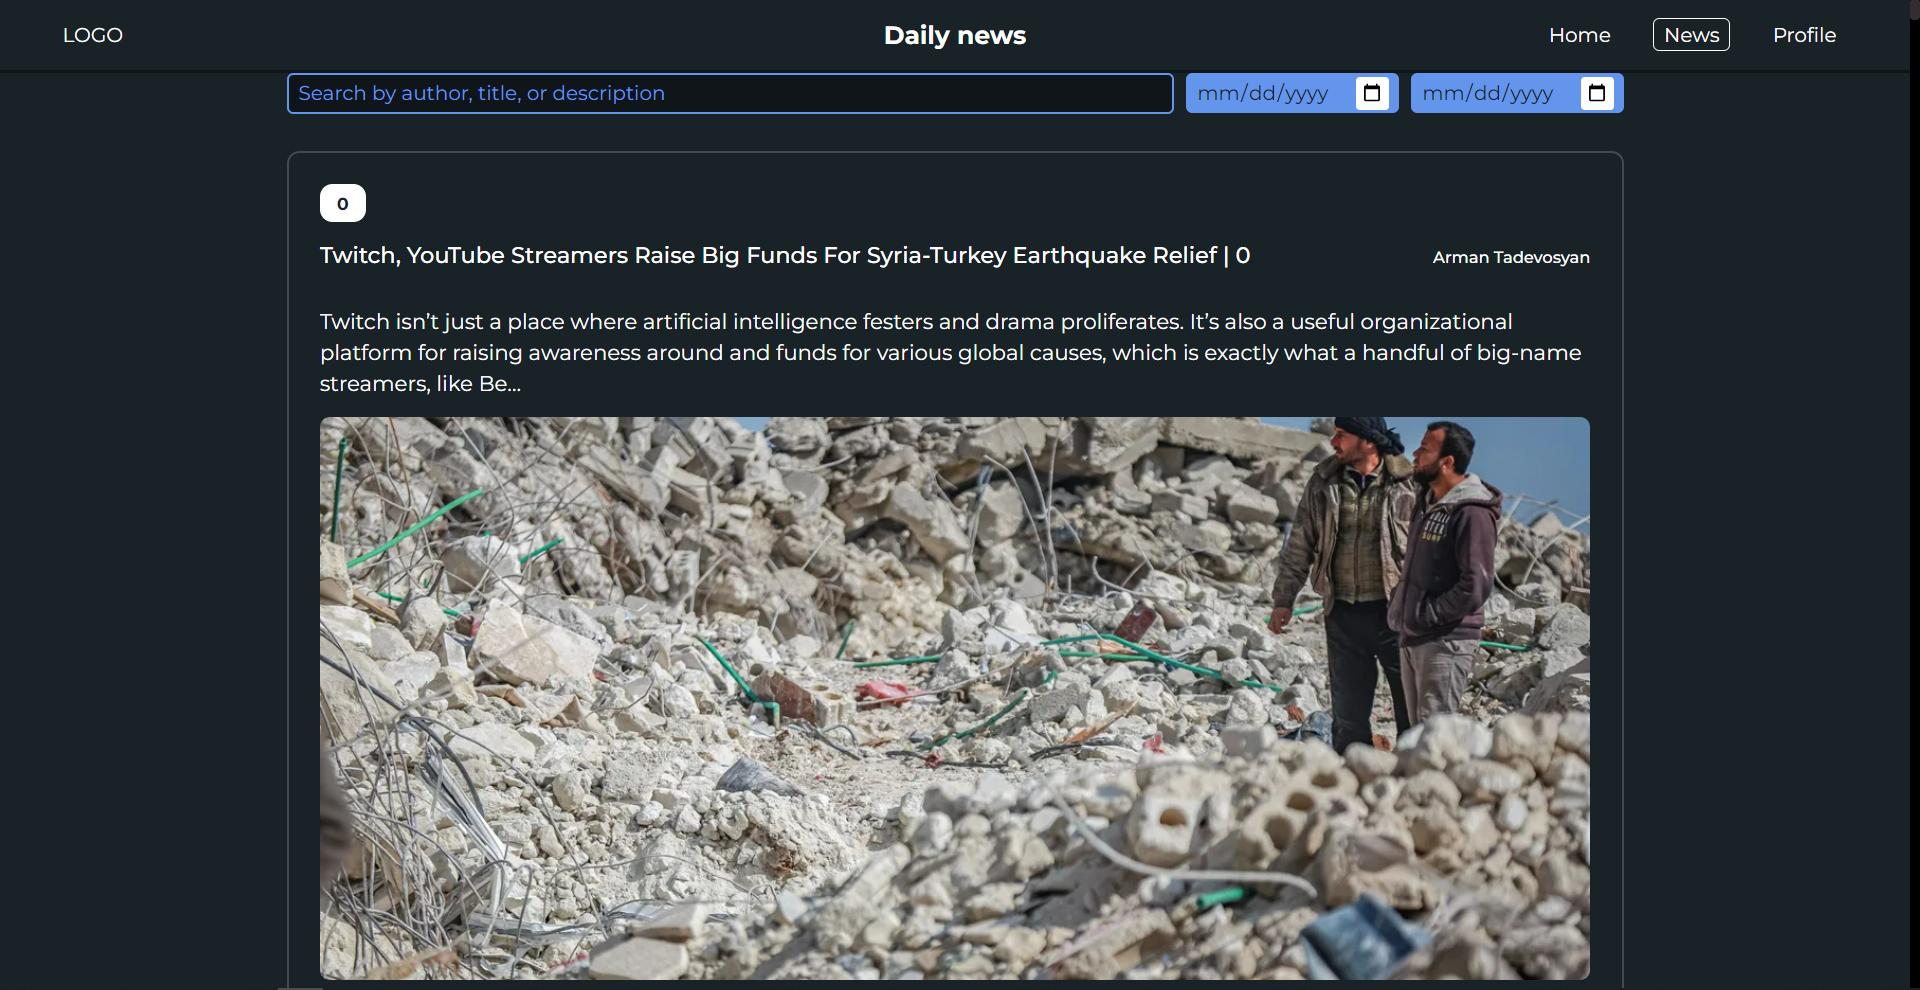 LOGO
Daily news
Home
News
Profile
Search by author, title, or description
mm/dd/yyyy
mm/dd/yyyy
0
Twitch, YouTube Streamers Raise Big Funds For Syria-Turkey Earthquake Relief | 0
Arman Tadevosyan
Twitch isn’t just a place where artificial intelligence festers and drama proliferates. It’s also a useful organizational
platform for raising awareness around and funds for various global causes, which is exactly what a handful of big-name
streamers, like Be...